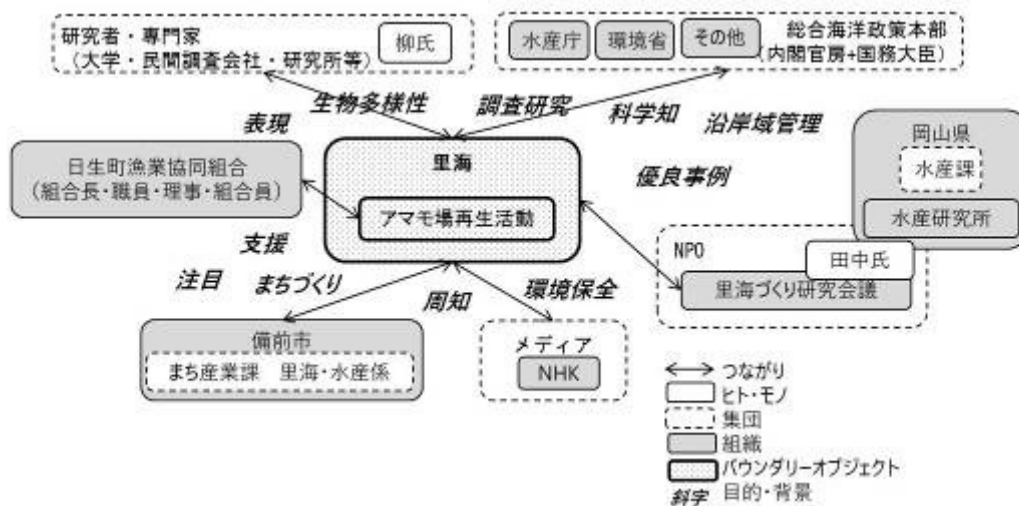 研究者・専門家
(大学・民間調査会社・研究所等)
柳氏
水産庁
環境省
その他
総合海洋政策本部
(内閣官房+国務大臣)
生物多様性
調査研究
科学知
沿岸域管理
表現
日生町漁業協同組合
(組合長・職員・理事・組合員)
里海
アマモ場再生活動
優良事例
岡山県
水産課
水産研究所
NPO
田中氏
里海づくり研究会議
支援
注目
まちづくり
周知
環境保全
備前市
まち産業課 里海・水産係
メディア
NHK
つながり
ヒト・モノ
集団
組織
バウンダリーオブジェクト
斜字 目的・背景